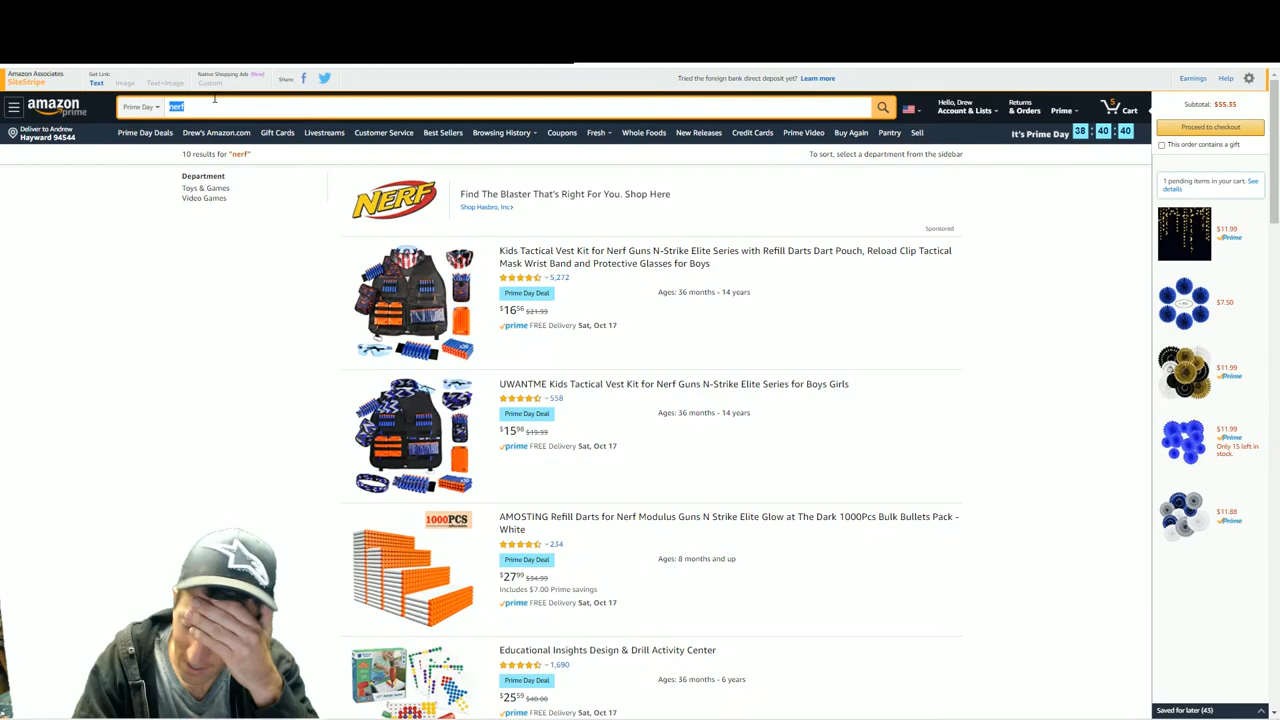 Amazon Associates
SiteStripe
Get Link:
Text Image Text+Image
Native Shopping Ads (New)
Custom
Share:
Tried the foreign bank direct deposit yet? Learn more
Earnings Help
amazon
prime
Prime Day
nerf
Hello, Drew
Account & Lists
Returns
& Orders
Prime
5
Cart
Deliver to Andrew
Hayward 94544
Prime Day Deals Drew's Amazon.com Gift Cards Livestreams Customer Service Best Sellers Browsing History Coupons Fresh Whole Foods New Releases Credit Cards Prime Video Buy Again Pantry Sell
It's Prime Day 38 : 40 : 40
10 results for "nerf"
To sort, select a department from the sidebar
Department
Toys & Games
Video Games
NERF
Find The Blaster That's Right For You. Shop Here
Shop Hasbro, Inc ›
Sponsored
Kids Tactical Vest Kit for Nerf Guns N-Strike Elite Series with Refill Darts Dart Pouch, Reload Clip Tactical
Mask Wrist Band and Protective Glasses for Boys
5,272
Prime Day Deal
Ages: 36 months - 14 years
$16 56 $21.99
prime FREE Delivery Sat, Oct 17
UWANTME Kids Tactical Vest Kit for Nerf Guns N-Strike Elite Series for Boys Girls
558
Prime Day Deal
Ages: 36 months - 14 years
$15 98 $19.99
prime FREE Delivery Sat, Oct 17
1000PCS
AMOSTING Refill Darts for Nerf Modulus Guns N Strike Elite Glow at The Dark 1000Pcs Bulk Bullets Pack -
White
234
Prime Day Deal
Ages: 8 months and up
$27 99 $34.99
Includes $7.00 Prime savings
prime FREE Delivery Sat, Oct 17
Educational Insights Design & Drill Activity Center
1,690
Prime Day Deal
Ages: 36 months - 6 years
$25 59 $40.00
prime FREE Delivery Sat, Oct 17
Subtotal: $55.35
Proceed to checkout
This order contains a gift
1 pending items in your cart. See
details
$11.99
prime
$7.50
$11.99
prime
$11.99
prime
Only 15 left in
stock.
$11.88
prime
Saved for later (43)